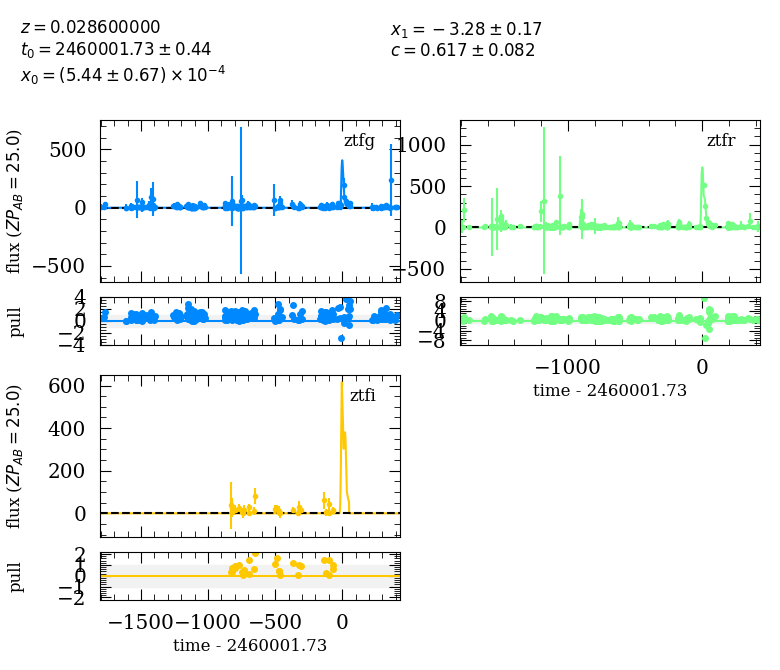 z = 0.028600000
t0 = 2460001.73 ± 0.44
x0 = (5.44 ± 0.67) × 10^−4
x1 = −3.28 ± 0.17
c = 0.617 ± 0.082
flux (ZP_AB = 25.0)
500
0
−500
ztfg
1000
500
0
−500
ztfr
pull
4
2
0
−2
−4
8
4
0
−4
−8
−1000
0
time - 2460001.73
flux (ZP_AB = 25.0)
600
400
200
0
ztfi
pull
2
1
0
−1
−2
−1500
−1000
−500
0
time - 2460001.73